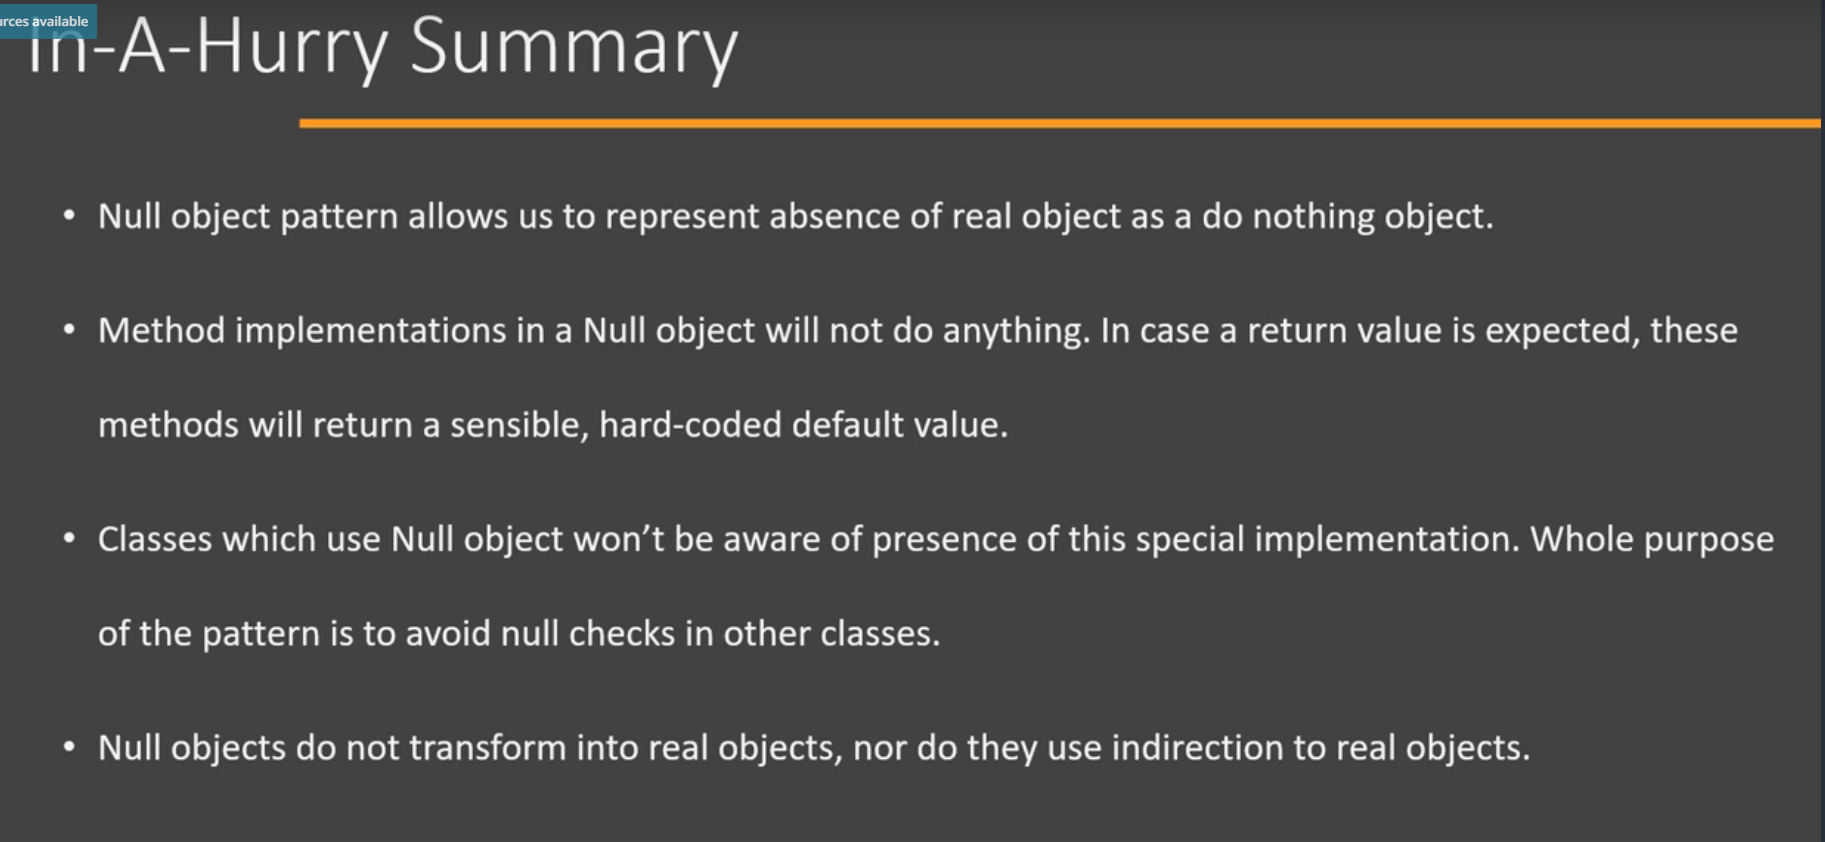 urces available
In-A-Hurry Summary
• Null object pattern allows us to represent absence of real object as a do nothing object.
• Method implementations in a Null object will not do anything. In case a return value is expected, these
methods will return a sensible, hard-coded default value.
• Classes which use Null object won’t be aware of presence of this special implementation. Whole purpose
of the pattern is to avoid null checks in other classes.
• Null objects do not transform into real objects, nor do they use indirection to real objects.